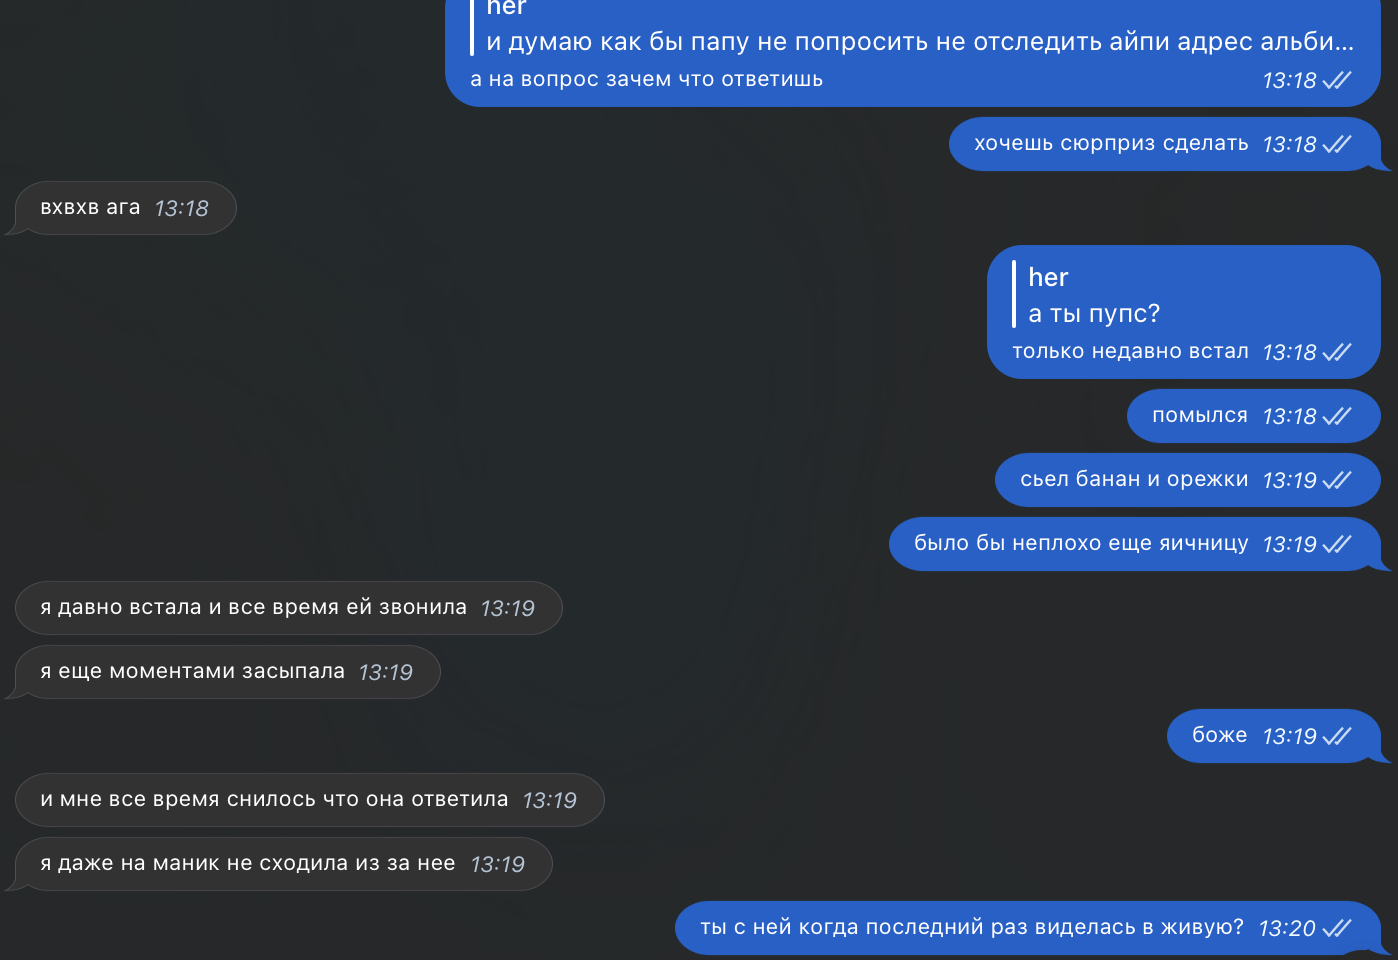 her
и думаю как бы папу не попросить не отследить айпи адрес альби...
а на вопрос зачем что ответишь 13:18
хочешь сюрприз сделать 13:18
вхвхв ага 13:18
her
а ты пупс?
только недавно встал 13:18
помылся 13:18
сьел банан и орежки 13:19
было бы неплохо еще яичницу 13:19
я давно встала и все время ей звонила 13:19
я еще моментами засыпала 13:19
боже 13:19
и мне все время снилось что она ответила 13:19
я даже на маник не сходила из за нее 13:19
ты с ней когда последний раз виделась в живую? 13:20